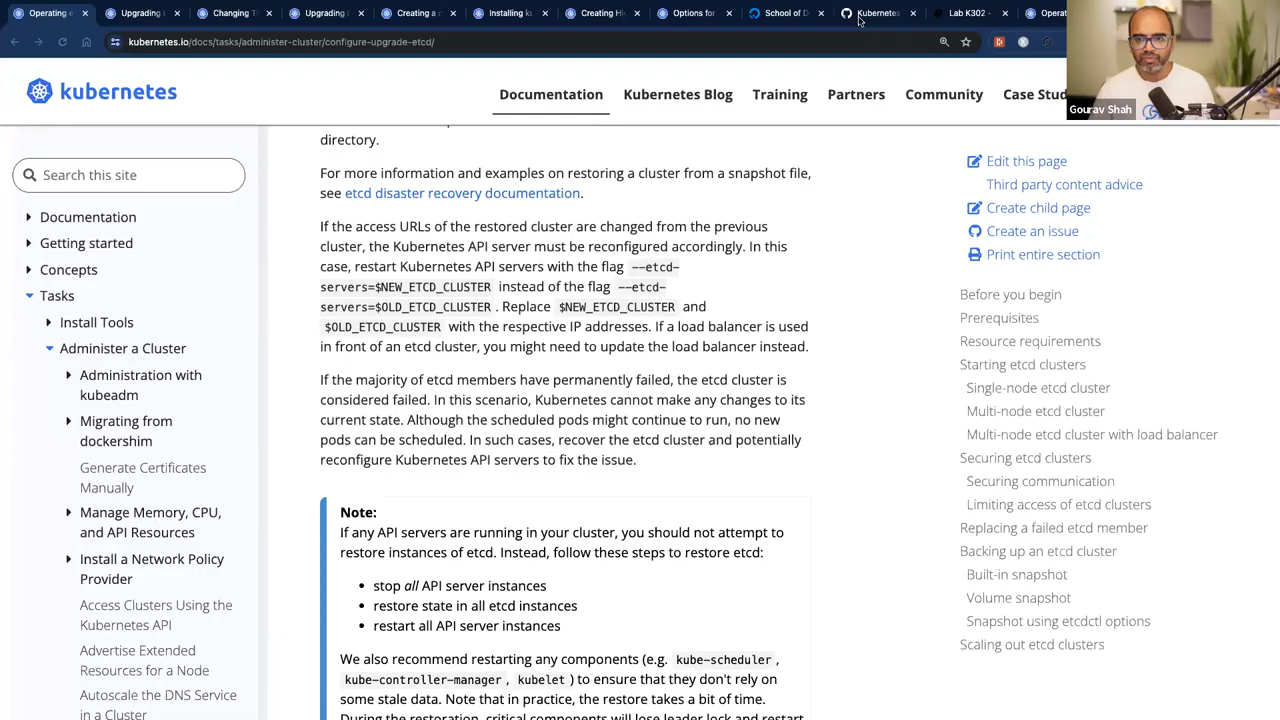 Operating e
Upgrading k
Changing T
Upgrading l
Creating a c
Installing ku
Creating Hi
Options for
School of D
Kubernetes
Lab K302 -
Operat
kubernetes.io/docs/tasks/administer-cluster/configure-upgrade-etcd/
Gourav Shah
kubernetes
Documentation
Kubernetes Blog
Training
Partners
Community
Case Stud
Search this site
Documentation
Getting started
Concepts
Tasks
Install Tools
Administer a Cluster
Administration with
kubeadm
Migrating from
dockershim
Generate Certificates
Manually
Manage Memory, CPU,
and API Resources
Install a Network Policy
Provider
Access Clusters Using the
Kubernetes API
Advertise Extended
Resources for a Node
Autoscale the DNS Service
in a Cluster
directory.
For more information and examples on restoring a cluster from a snapshot file,
see etcd disaster recovery documentation.
If the access URLs of the restored cluster are changed from the previous
cluster, the Kubernetes API server must be reconfigured accordingly. In this
case, restart Kubernetes API servers with the flag --etcd-
servers=$NEW_ETCD_CLUSTER instead of the flag --etcd-
servers=$OLD_ETCD_CLUSTER . Replace $NEW_ETCD_CLUSTER and
$OLD_ETCD_CLUSTER with the respective IP addresses. If a load balancer is used
in front of an etcd cluster, you might need to update the load balancer instead.
If the majority of etcd members have permanently failed, the etcd cluster is
considered failed. In this scenario, Kubernetes cannot make any changes to its
current state. Although the scheduled pods might continue to run, no new
pods can be scheduled. In such cases, recover the etcd cluster and potentially
reconfigure Kubernetes API servers to fix the issue.
Note:
If any API servers are running in your cluster, you should not attempt to
restore instances of etcd. Instead, follow these steps to restore etcd:
• stop all API server instances
• restore state in all etcd instances
• restart all API server instances
We also recommend restarting any components (e.g. kube-scheduler ,
kube-controller-manager , kubelet ) to ensure that they don't rely on
some stale data. Note that in practice, the restore takes a bit of time.
During the restoration, critical components will lose leader lock and restart
Edit this page
Third party content advice
Create child page
Create an issue
Print entire section
Before you begin
Prerequisites
Resource requirements
Starting etcd clusters
Single-node etcd cluster
Multi-node etcd cluster
Multi-node etcd cluster with load balancer
Securing etcd clusters
Securing communication
Limiting access of etcd clusters
Replacing a failed etcd member
Backing up an etcd cluster
Built-in snapshot
Volume snapshot
Snapshot using etcdctl options
Scaling out etcd clusters